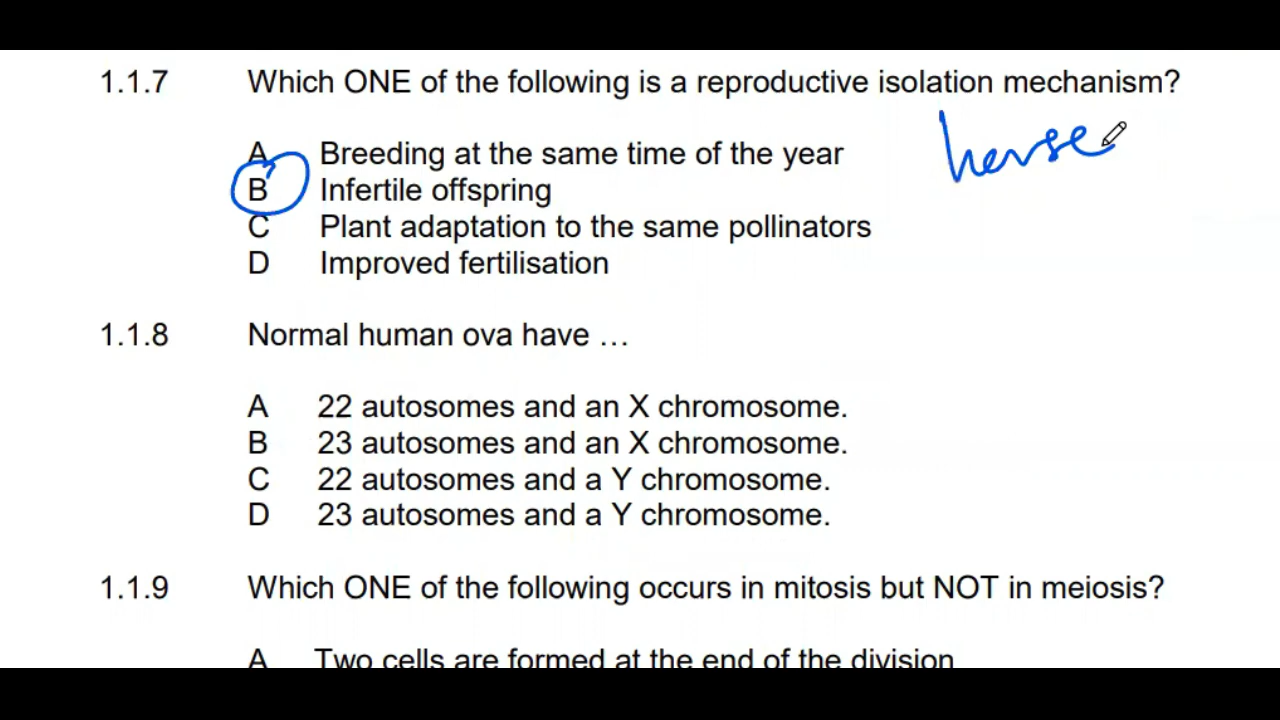 1.1.7 Which ONE of the following is a reproductive isolation mechanism?
horse
A Breeding at the same time of the year
B Infertile offspring
C Plant adaptation to the same pollinators
D Improved fertilisation
1.1.8 Normal human ova have …
A 22 autosomes and an X chromosome.
B 23 autosomes and an X chromosome.
C 22 autosomes and a Y chromosome.
D 23 autosomes and a Y chromosome.
1.1.9 Which ONE of the following occurs in mitosis but NOT in meiosis?
A Two cells are formed at the end of the division